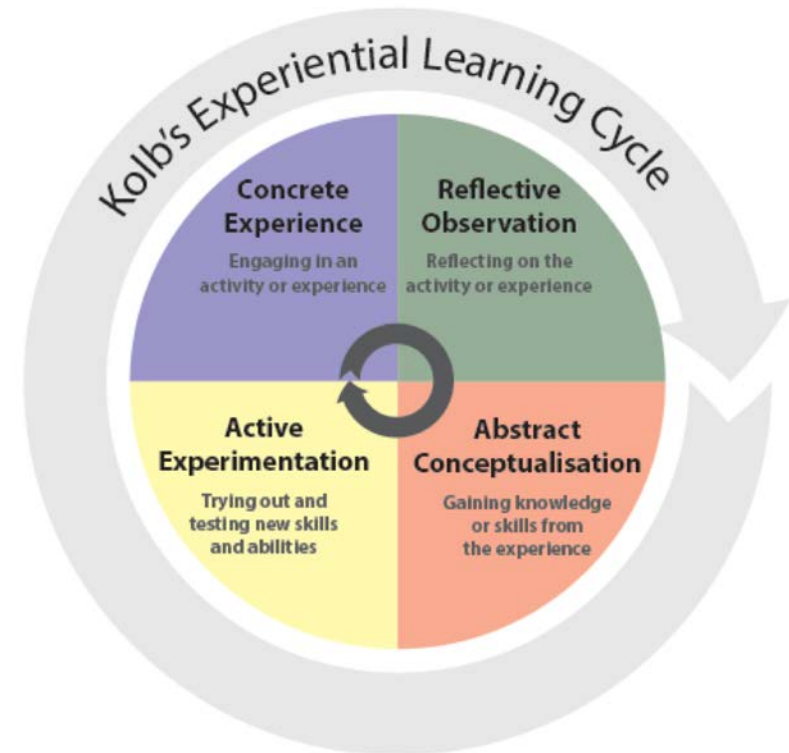 Kolb's Experiential Learning Cycle
Concrete
Experience
Engaging in an
activity or experience
Reflective
Observation
Reflecting on the
activity or experience
Active
Experimentation
Trying out and
testing new skills
and abilities
Abstract
Conceptualisation
Gaining knowledge
or skills from
the experience